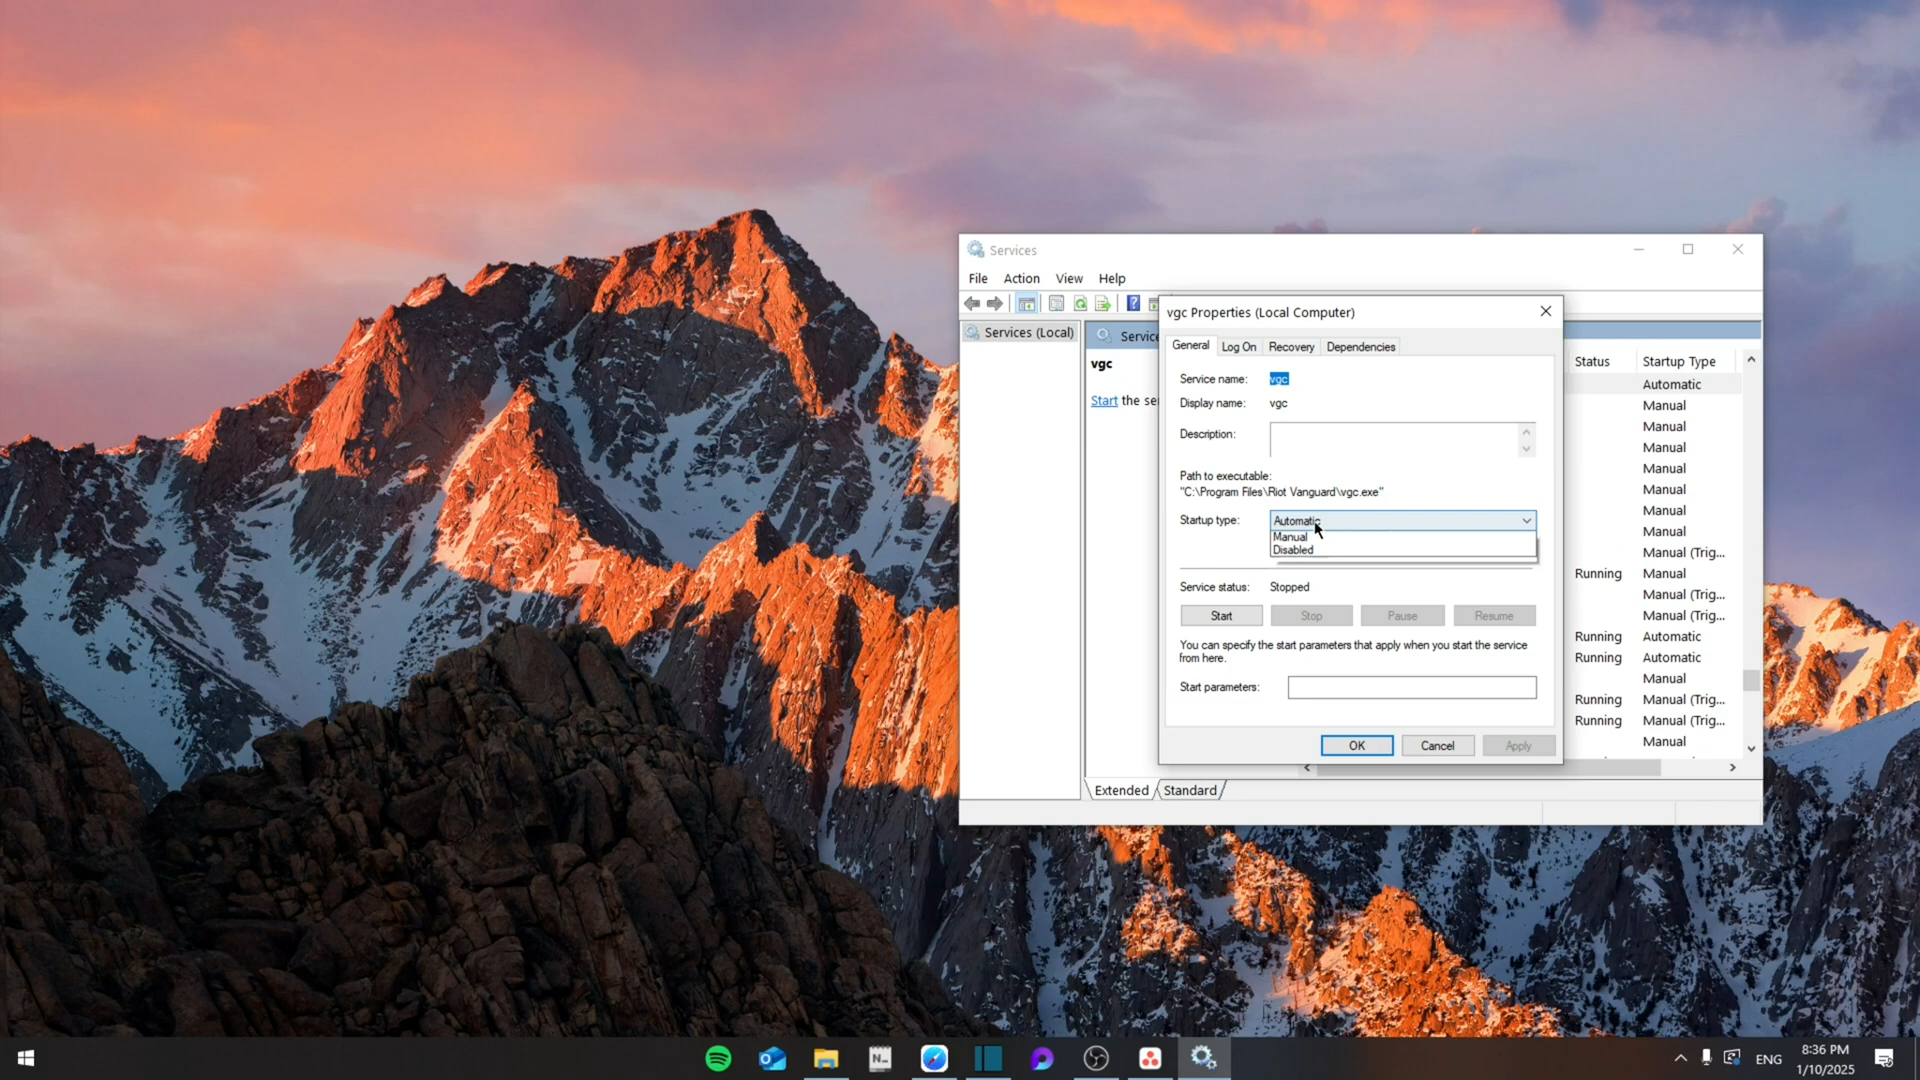 Services
File Action View Help
Services (Local)
Service
vgc
Start the ser
vgc Properties (Local Computer)
General Log On Recovery Dependencies
Service name: vgc
Display name: vgc
Description:
Path to executable:
"C:\Program Files\Riot Vanguard\vgc.exe"
Startup type: Automatic
Manual
Disabled
Service status: Stopped
Start Stop Pause Resume
You can specify the start parameters that apply when you start the service
from here.
Start parameters:
OK Cancel Apply
Status Startup Type
Automatic
Manual
Manual
Manual
Manual
Manual
Manual
Manual
Manual (Trig...
Running Manual
Manual (Trig...
Manual (Trig...
Running Automatic
Running Automatic
Manual
Running Manual (Trig...
Running Manual (Trig...
Manual
Extended Standard
N_
ENG
8:36 PM
1/10/2025